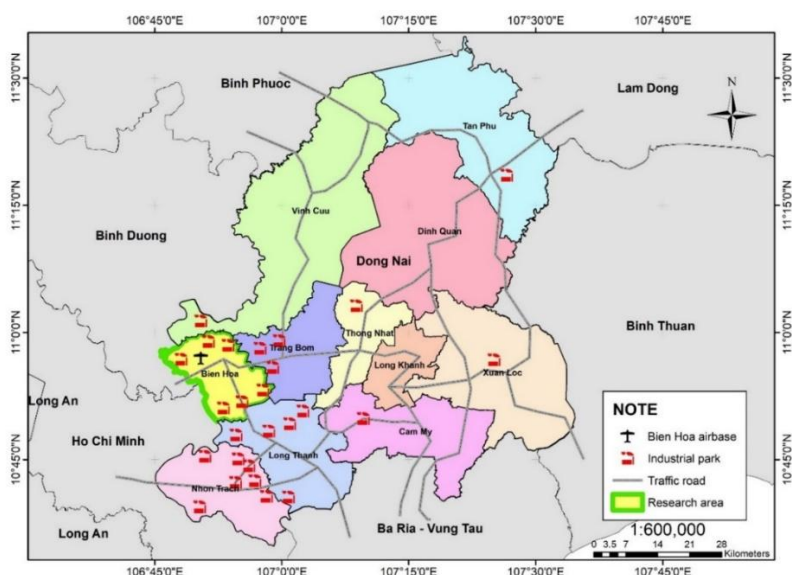 106°45'0"E 107°0'0"E 107°15'0"E 107°30'0"E 107°45'0"E
11°30'0"N 11°30'0"N
Binh Phuoc
Lam Dong
N
Tan Phu
11°15'0"N 11°15'0"N
Vinh Cuu
Binh Duong
Dinh Quan
Dong Nai
11°0'0"N 11°0'0"N
Binh Thuan
Thong Nhat
Trang Bom
Long Khanh
Bien Hoa
Xuan Loc
Long An
Ho Chi Minh
Cam My
10°45'0"N 10°45'0"N
Long Thanh
Nhon Trach
Long An
Ba Ria - Vung Tau
NOTE
Bien Hoa airbase
Industrial park
Traffic road
Research area
1:600,000
0 3.5 7 14 21 28
Kilometers
106°45'0"E 107°0'0"E 107°15'0"E 107°30'0"E 107°45'0"E